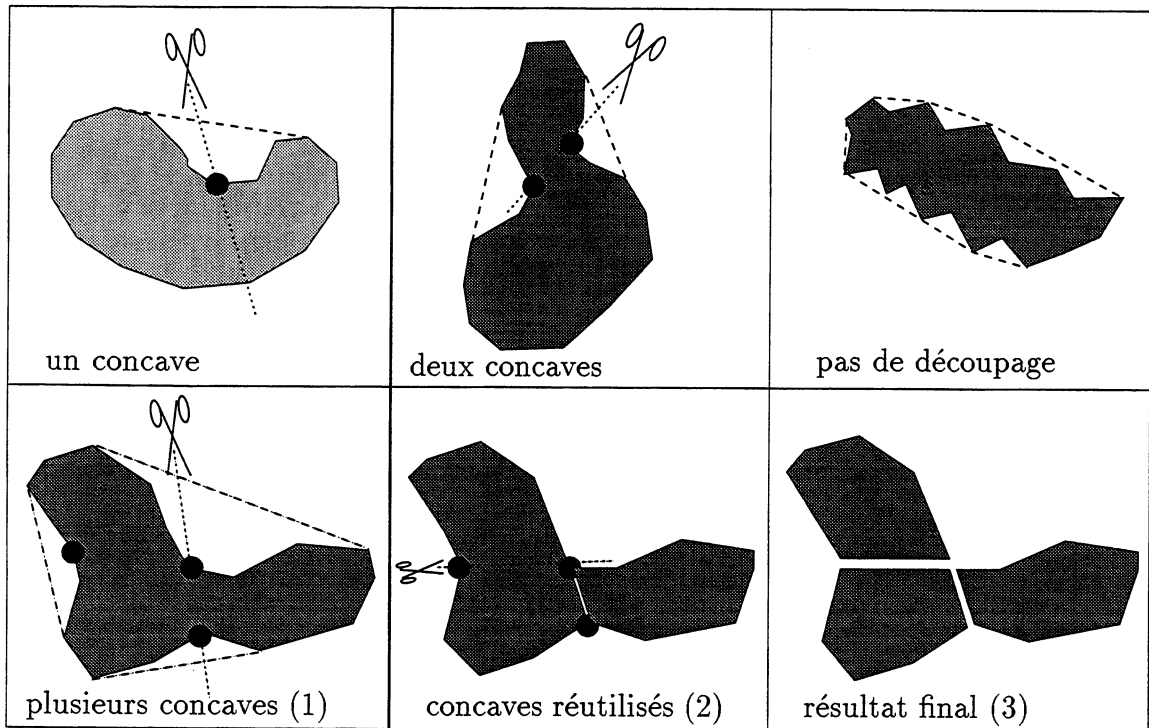 un concave
deux concaves
pas de découpage
plusieurs concaves (1)
concaves réutilisés (2)
résultat final (3)